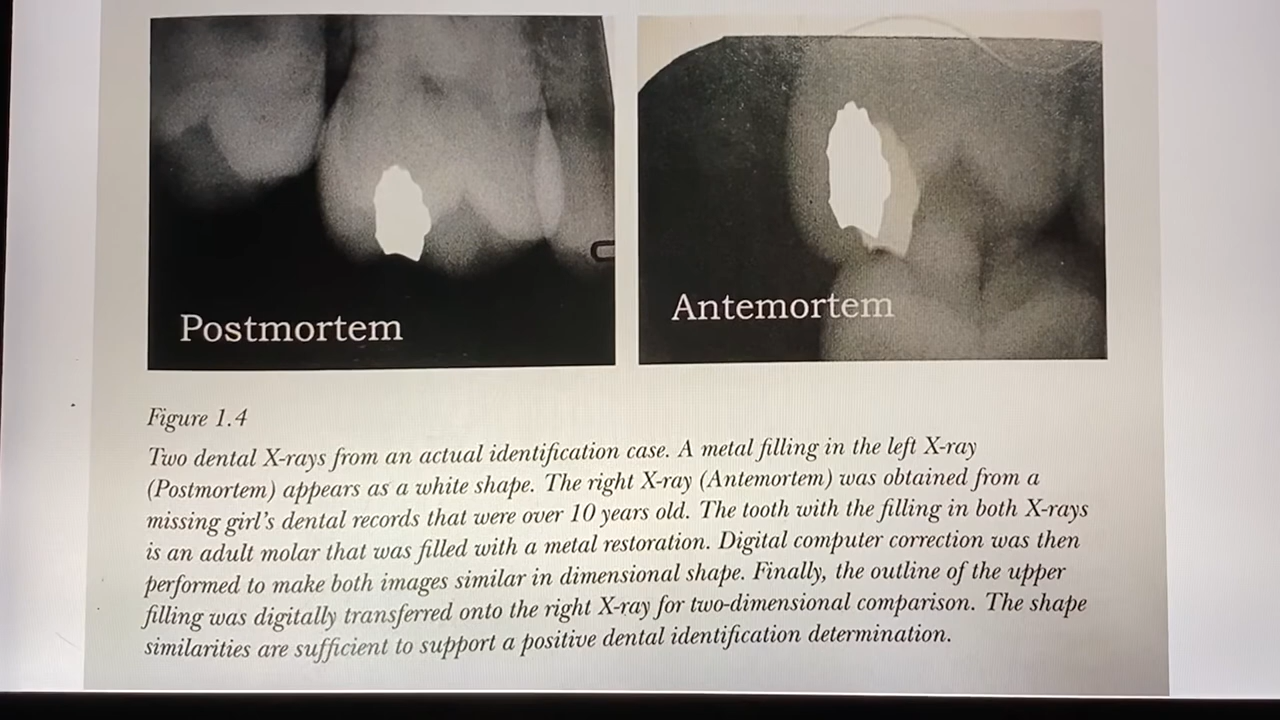 Postmortem
Antemortem
Figure 1.4
Two dental X-rays from an actual identification case. A metal filling in the left X-ray
(Postmortem) appears as a white shape. The right X-ray (Antemortem) was obtained from a
missing girl's dental records that were over 10 years old. The tooth with the filling in both X-rays
is an adult molar that was filled with a metal restoration. Digital computer correction was then
performed to make both images similar in dimensional shape. Finally, the outline of the upper
filling was digitally transferred onto the right X-ray for two-dimensional comparison. The shape
similarities are sufficient to support a positive dental identification determination.